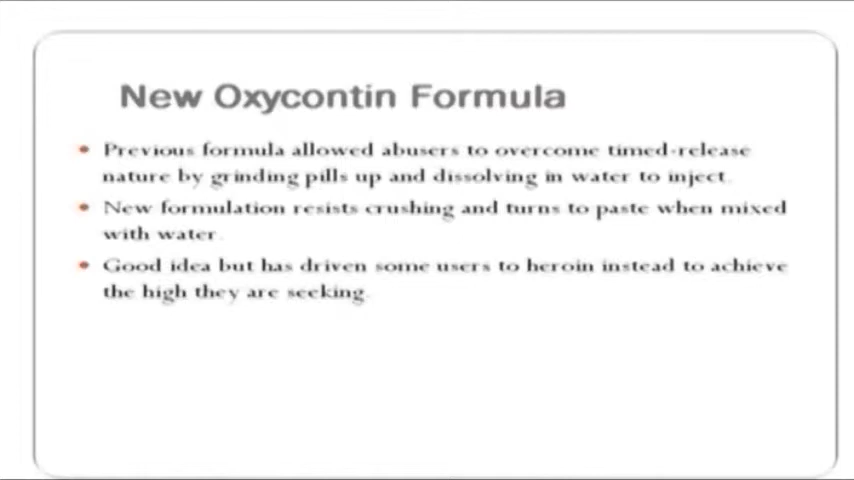 New Oxycontin Formula
• Previous formula allowed abusers to overcome timed-release
nature by grinding pills up and dissolving in water to inject.
• New formulation resists crushing and turns to paste when mixed
with water.
• Good idea but has driven some users to heroin instead to achieve
the high they are seeking.